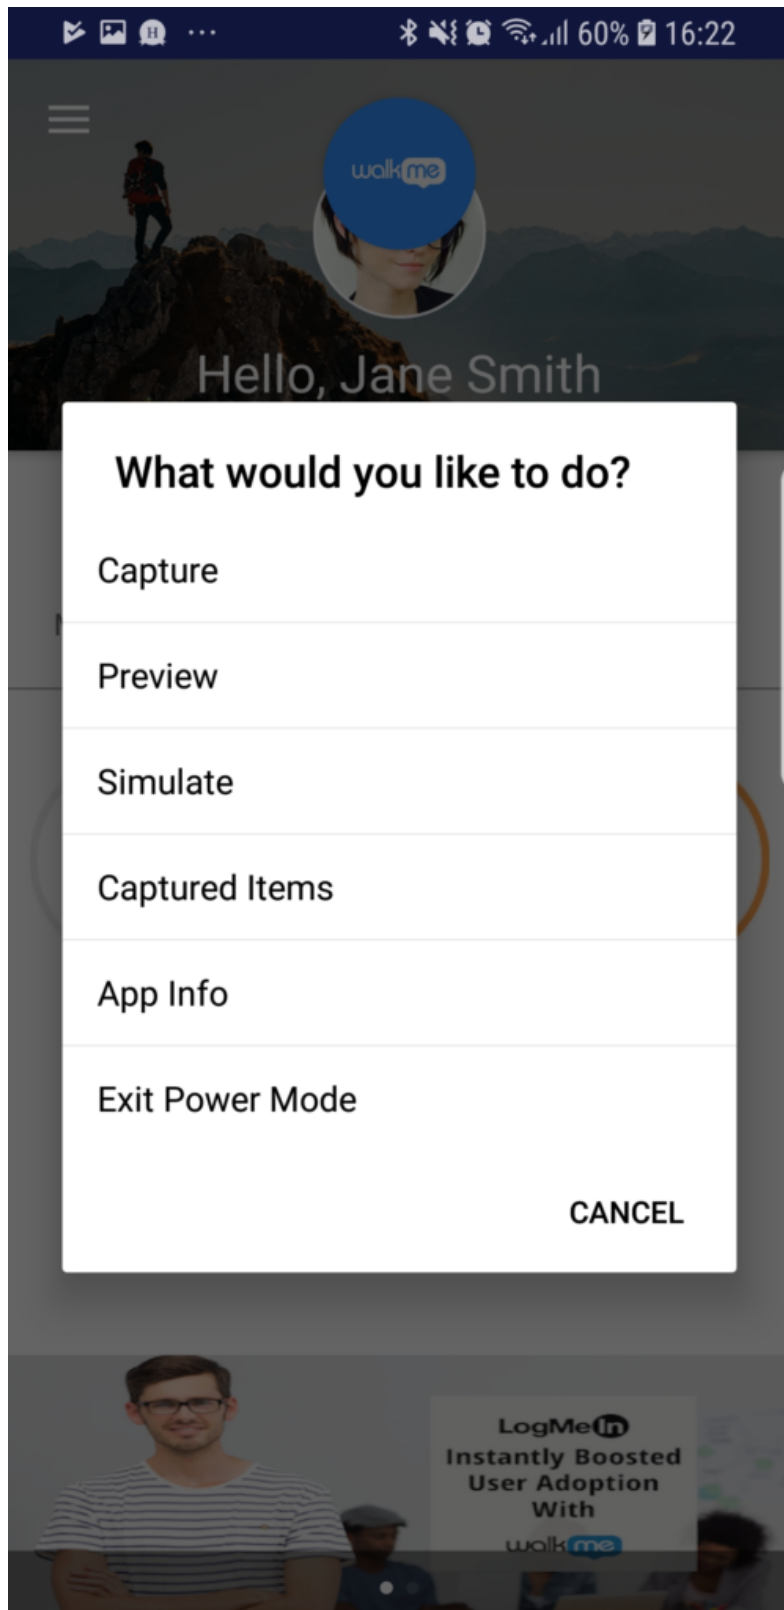 H ... 60% 16:22
walkme
Hello, Jane Smith
What would you like to do?
Capture
Preview
Simulate
Captured Items
App Info
Exit Power Mode
CANCEL
LogMeIn
Instantly Boosted
User Adoption
With
walkme